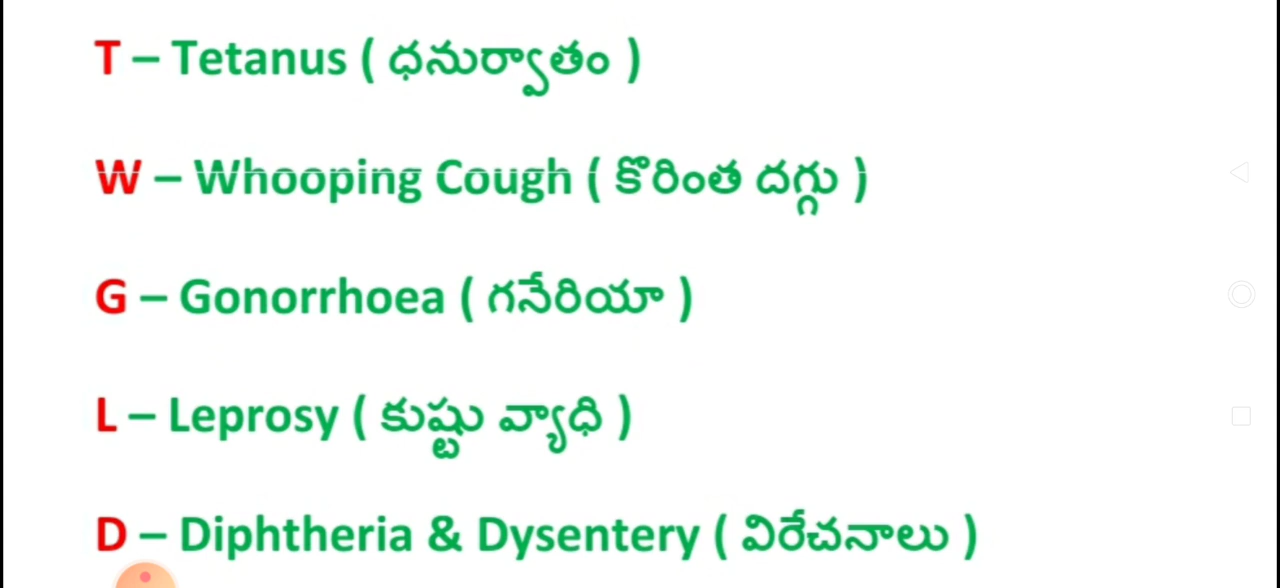 T – Tetanus ( ధనుర్వాతం )
W – Whooping Cough ( కొరింత దగ్గు )
G – Gonorrhoea ( గనేరియా )
L – Leprosy ( కుష్టు వ్యాధి )
D – Diphtheria & Dysentery ( విరేచనాలు )